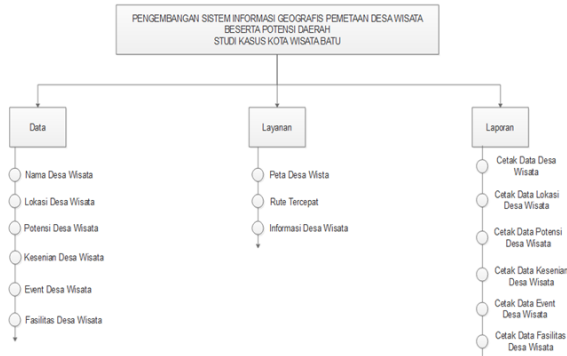 PENGEMBANGAN SISTEM INFORMASI GEOGRAFIS PEMETAAN DESA WISATA
BESERTA POTENSI DAERAH
STUDI KASUS KOTA WISATA BATU
Data
Nama Desa Wisata
Lokasi Desa Wisata
Potensi Desa Wisata
Kesenian Desa Wisata
Event Desa Wisata
Fasilitas Desa Wisata
Layanan
Peta Desa Wista
Rute Tercepat
Informasi Desa Wisata
Laporan
Cetak Data Desa
Wisata
Cetak Data Lokasi
Desa Wisata
Cetak Data Potensi
Desa Wisata
Cetak Data Kesenian
Desa Wisata
Cetak Data Event
Desa Wisata
Cetak Data Fasilitas
Desa Wisata